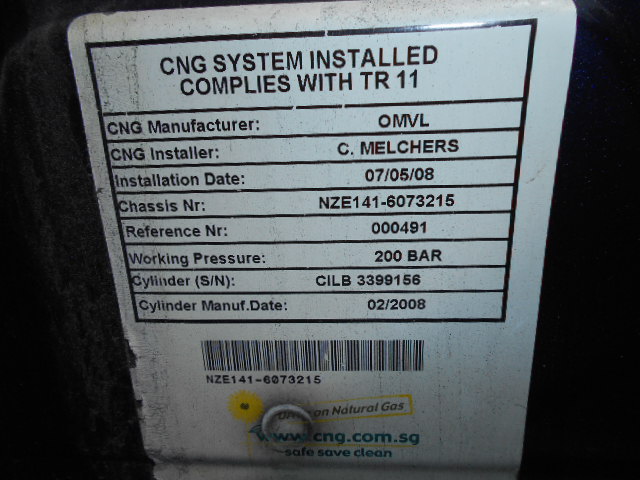 CNG SYSTEM INSTALLED
COMPLIES WITH TR 11
CNG Manufacturer: OMVL
CNG Installer: C. MELCHERS
Installation Date: 07/05/08
Chassis Nr: NZE141-6073215
Reference Nr: 000491
Working Pressure: 200 BAR
Cylinder (S/N): CILB 3399156
Cylinder Manuf.Date: 02/2008
NZE141-6073215
on Natural Gas
www.cng.com.sg
safe save clean